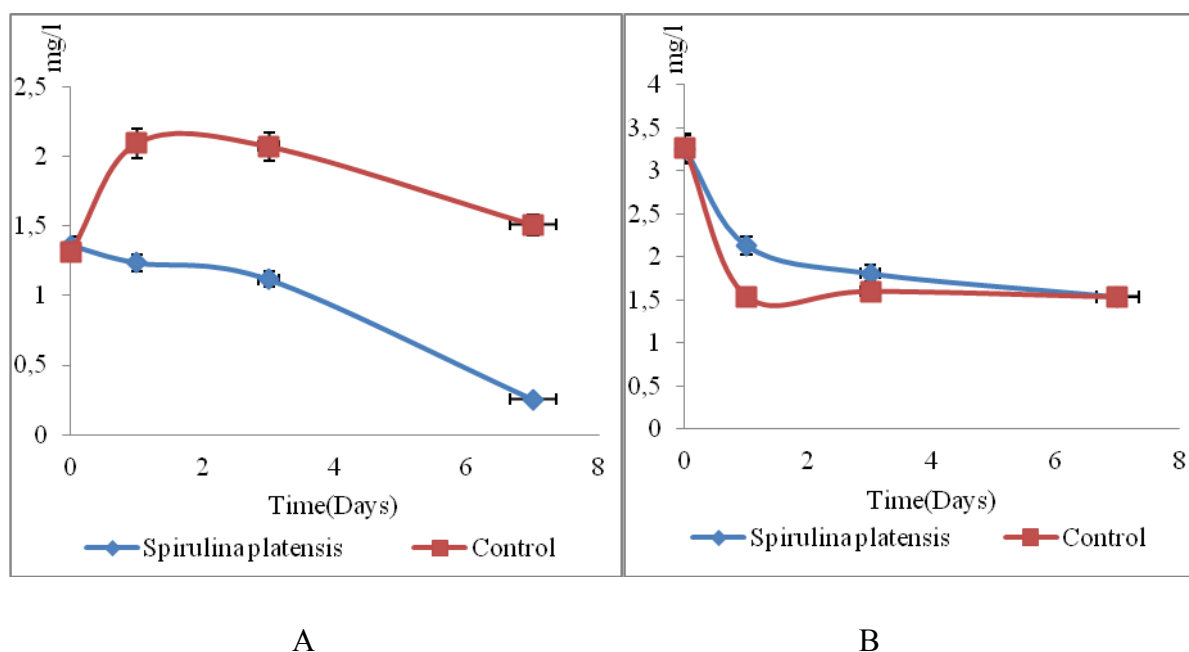 mg/l
2,5
2
1,5
1
0,5
0
0 2 4 6 8
Time(Days)
Spirulina platensis Control
mg/l
4
3,5
3
2,5
2
1,5
1
0,5
0
0 2 4 6 8
Time(Days)
Spirulina platensis Control
A B